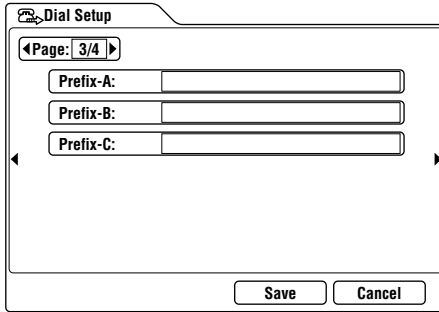 Dial Setup
Page: 3/4
Prefix-A:
Prefix-B:
Prefix-C:
Save Cancel